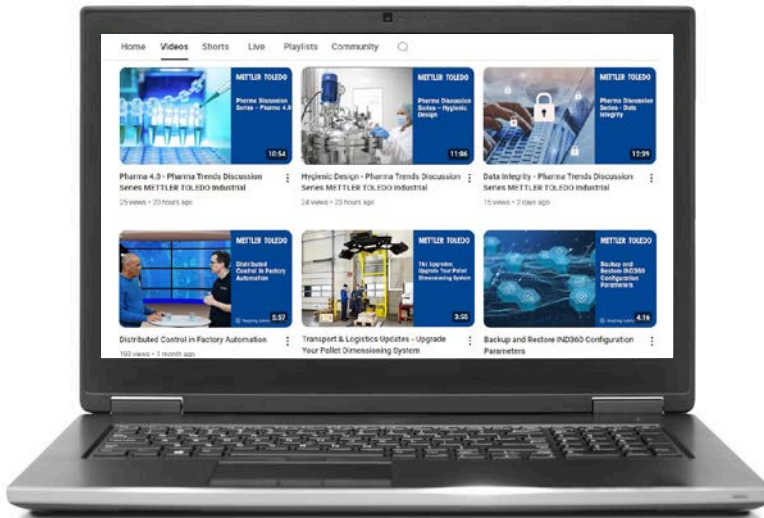 Home Videos Shorts Live Playlists Community
METTLER TOLEDO
Pharma Discussion
Series – Pharma 4.0
10:54
METTLER TOLEDO
Pharma Discussion
Series – Hygienic
Design
11:06
METTLER TOLEDO
Pharma Discussion
Series - Data
Integrity
12:39
Pharma 4.0 - Pharma Trends Discussion
Series METTLER TOLEDO Industrial
25 views • 20 hours ago
Hygienic Design - Pharma Trends Discussion
Series METTLER TOLEDO Industrial
24 views • 23 hours ago
Data Integrity - Pharma Trends Discussion
Series METTLER TOLEDO Industrial
15 views • 2 days ago
METTLER TOLEDO
Distributed
Control in Factory
Automation
5:57
METTLER TOLEDO
T&L Upgrades
Upgrade Your Pallet
Dimensioning System
3:55
METTLER TOLEDO
Backup and
Restore IND360
Configuration
Parameters
4:16
Distributed Control in Factory Automation
193 views • 1 month ago
Transport & Logistics Updates - Upgrade
Your Pallet Dimensioning System
Backup and Restore IND360 Configuration
Parameters